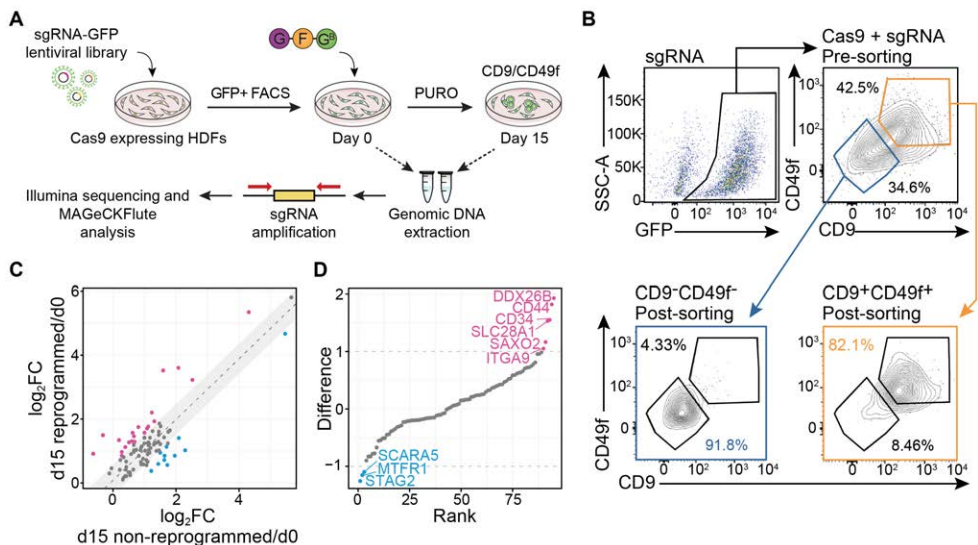 A
sgRNA-GFP
lentiviral library
G F Gᴮ
CD9/CD49f
GFP+ FACS
PURO
Cas9 expressing HDFs
Day 0
Day 15
Illumina sequencing and
MAGeCKFlute
analysis
sgRNA
amplification
Genomic DNA
extraction
B
sgRNA
Cas9 + sgRNA
Pre-sorting
SSC-A
150K
100K
50K
0
0 10² 10³ 10⁴
GFP
CD49f
10³
10²
0
42.5%
34.6%
0 10² 10³ 10⁴
CD9
CD9⁻CD49f⁻
Post-sorting
CD49f
10³
10²
0
4.33%
91.8%
0 10² 10³ 10⁴
CD9
CD9⁺CD49f⁺
Post-sorting
10³
10²
0
82.1%
8.46%
0 10² 10³ 10⁴
C
log₂FC
d15 reprogrammed/d0
6
4
2
0
0 2 4
log₂FC
d15 non-reprogrammed/d0
D
Difference
2
1
0
−1
DDX26B
CD44
CD34
SLC28A1
SAXO2
ITGA9
SCARA5
MTFR1
STAG2
0 25 50 75
Rank